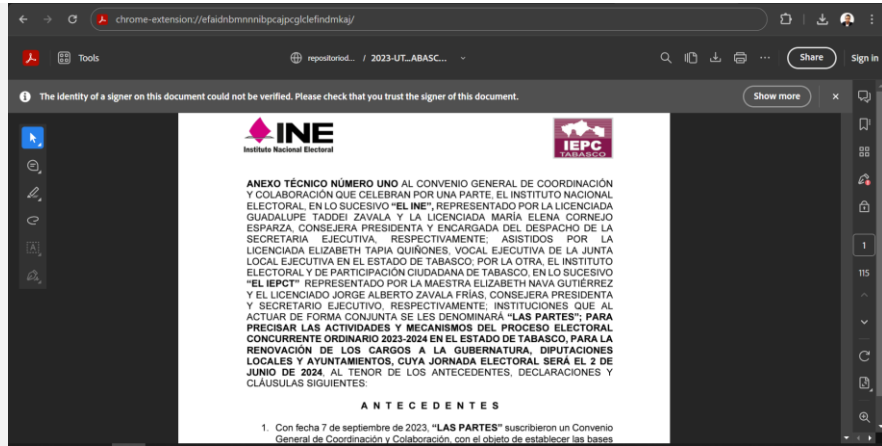 chrome-extension://efaidnbmnnnibpcajpcglclefindmkaj/
Tools
repositoriod... / 2023-UT...ABASC...
Share
Sign in
The identity of a signer on this document could not be verified. Please check that you trust the signer of this document.
Show more
INE
Instituto Nacional Electoral
IEPC
TABASCO
ANEXO TÉCNICO NÚMERO UNO AL CONVENIO GENERAL DE COORDINACIÓN
Y COLABORACIÓN QUE CELEBRAN POR UNA PARTE, EL INSTITUTO NACIONAL
ELECTORAL, EN LO SUCESIVO "EL INE", REPRESENTADO POR LA LICENCIADA
GUADALUPE TADDEI ZAVALA Y LA LICENCIADA MARÍA ELENA CORNEJO
ESPARZA, CONSEJERA PRESIDENTA Y ENCARGADA DEL DESPACHO DE LA
SECRETARIA EJECUTIVA, RESPECTIVAMENTE; ASISTIDOS POR LA
LICENCIADA ELIZABETH TAPIA QUIÑONES, VOCAL EJECUTIVA DE LA JUNTA
LOCAL EJECUTIVA EN EL ESTADO DE TABASCO; POR LA OTRA, EL INSTITUTO
ELECTORAL Y DE PARTICIPACIÓN CIUDADANA DE TABASCO, EN LO SUCESIVO
"EL IEPCT" REPRESENTADO POR LA MAESTRA ELIZABETH NAVA GUTIÉRREZ
Y EL LICENCIADO JORGE ALBERTO ZAVALA FRÍAS, CONSEJERA PRESIDENTA
Y SECRETARIO EJECUTIVO, RESPECTIVAMENTE; INSTITUCIONES QUE AL
ACTUAR DE FORMA CONJUNTA SE LES DENOMINARÁ "LAS PARTES"; PARA
PRECISAR LAS ACTIVIDADES Y MECANISMOS DEL PROCESO ELECTORAL
CONCURRENTE ORDINARIO 2023-2024 EN EL ESTADO DE TABASCO, PARA LA
RENOVACIÓN DE LOS CARGOS A LA GUBERNATURA, DIPUTACIONES
LOCALES Y AYUNTAMIENTOS, CUYA JORNADA ELECTORAL SERÁ EL 2 DE
JUNIO DE 2024, AL TENOR DE LOS ANTECEDENTES, DECLARACIONES Y
CLÁUSULAS SIGUIENTES:
A N T E C E D E N T E S
1. Con fecha 7 de septiembre de 2023, "LAS PARTES" suscribieron un Convenio
General de Coordinación y Colaboración, con el objeto de establecer las bases
1
115